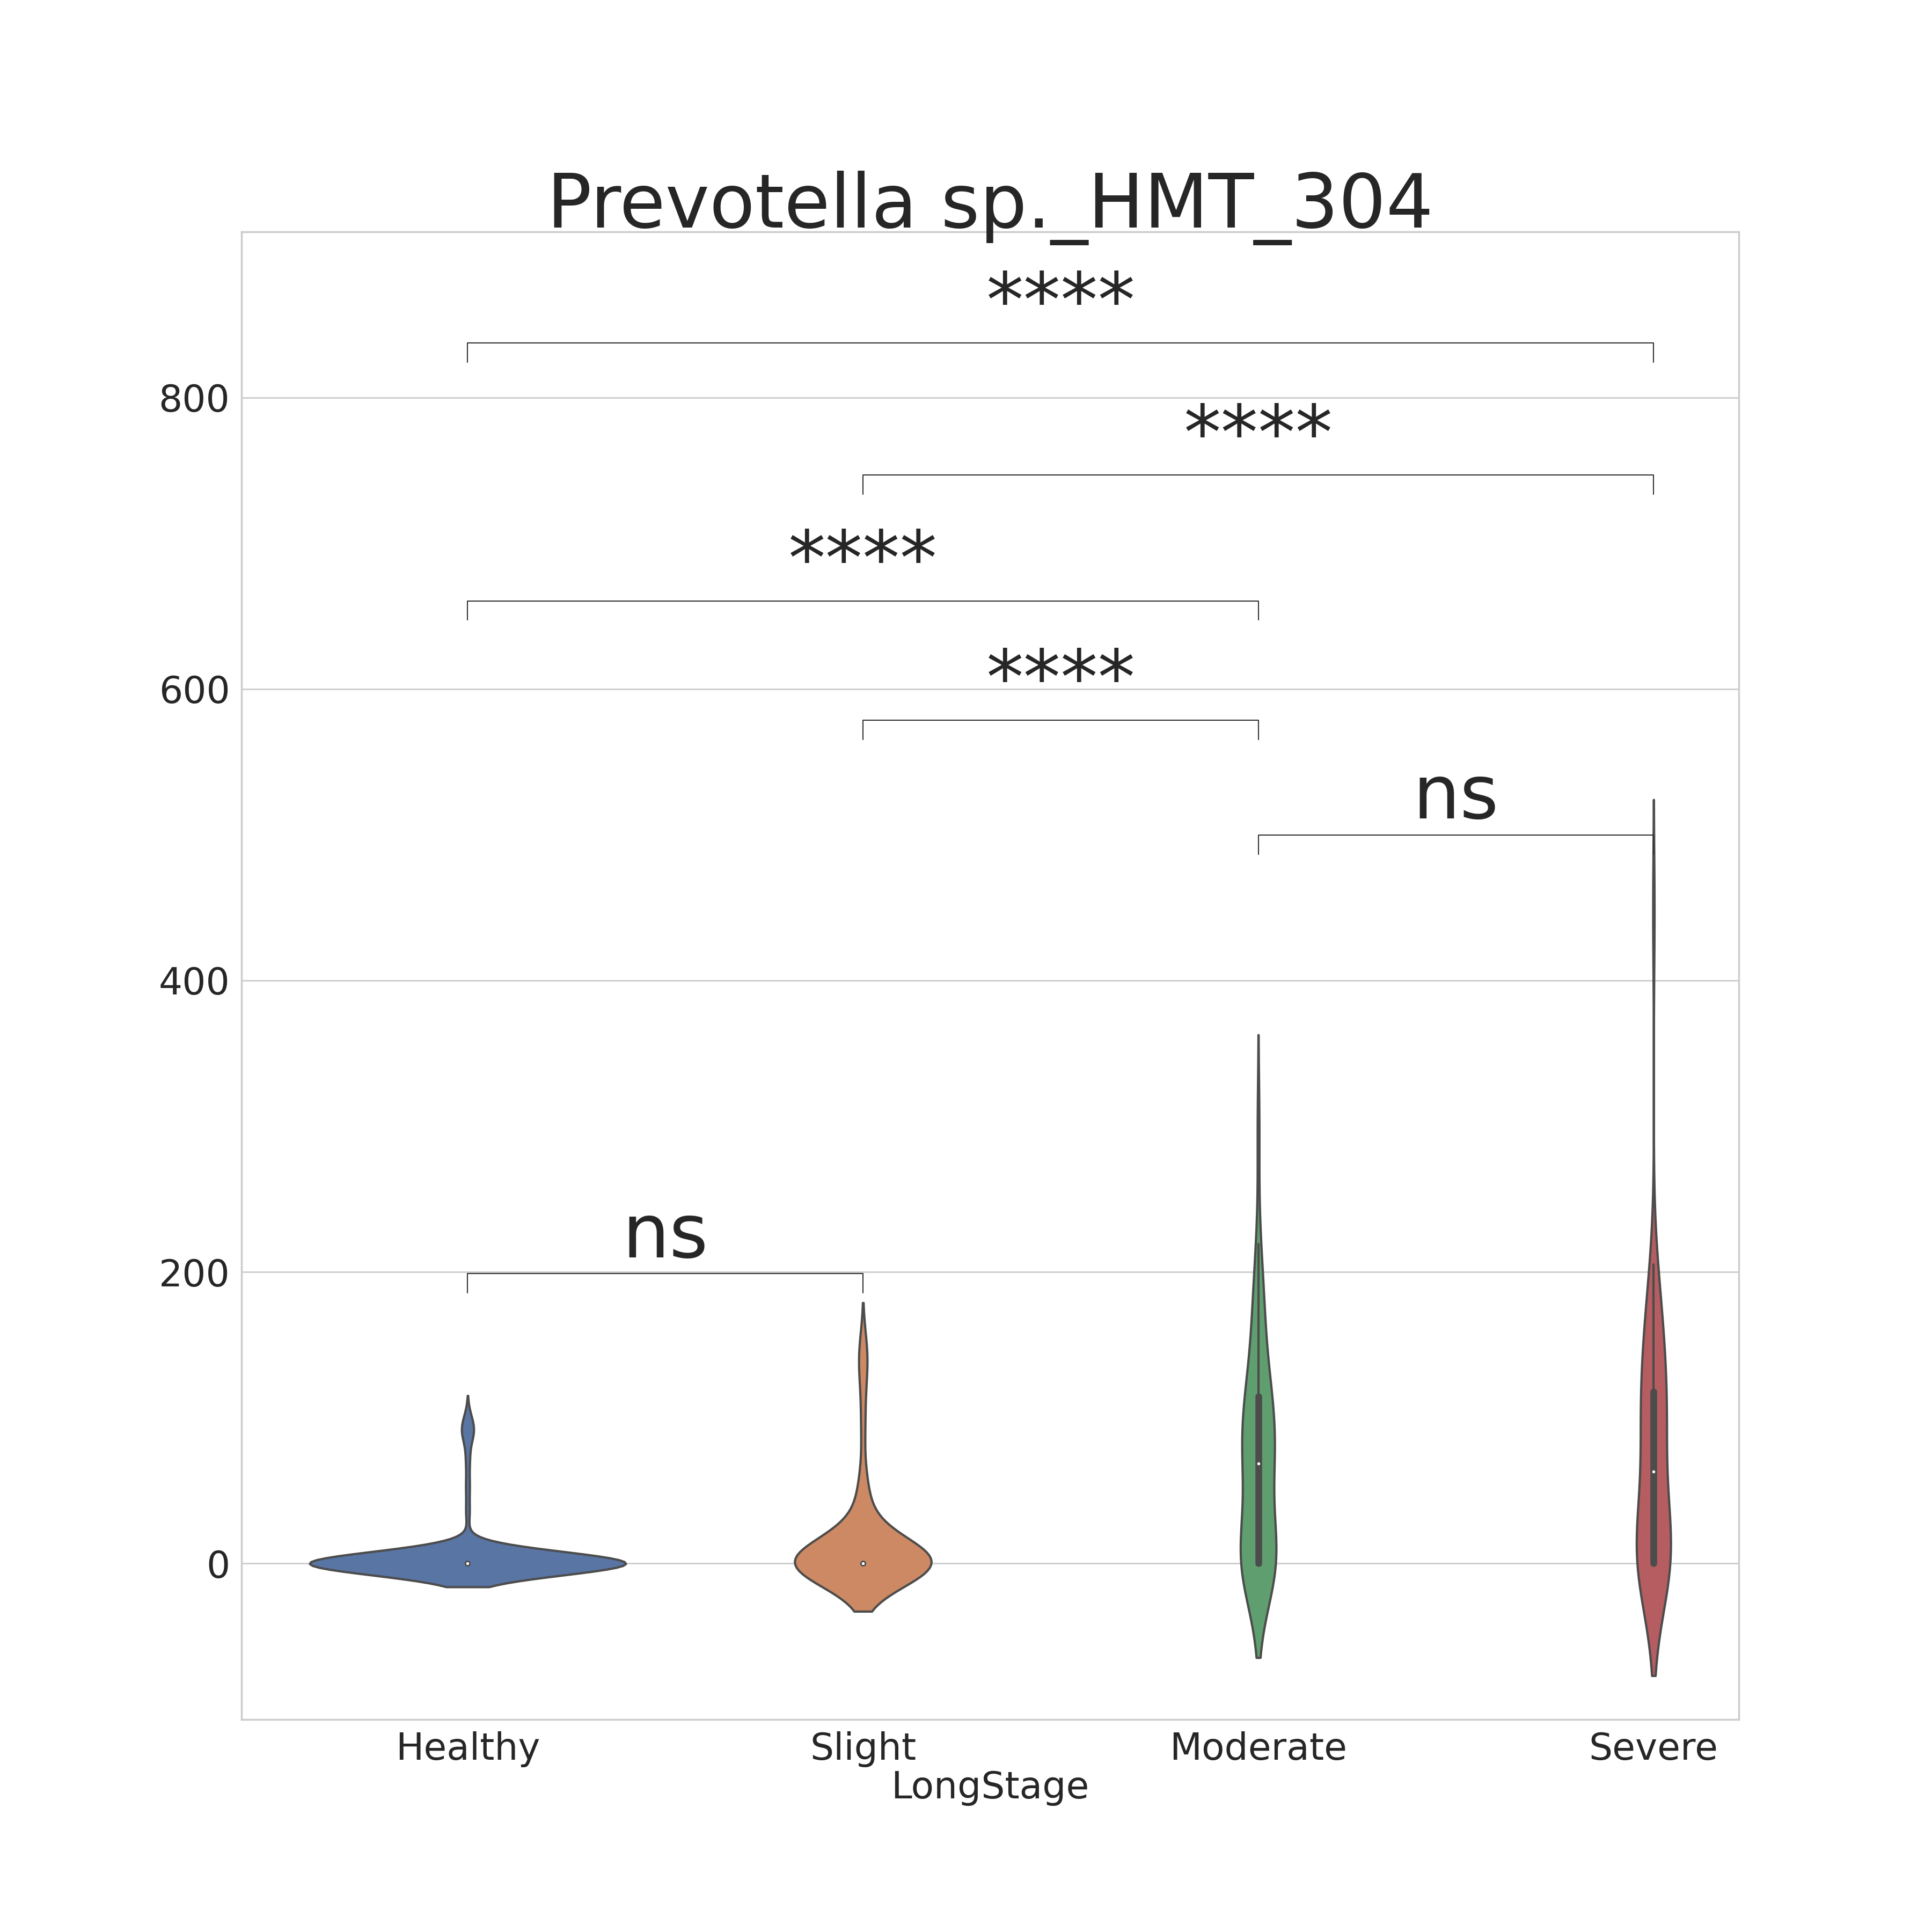 Prevotella sp._HMT_304
****
800
****
****
600
****
ns
400
ns
200
0
Healthy Slight Moderate Severe
LongStage